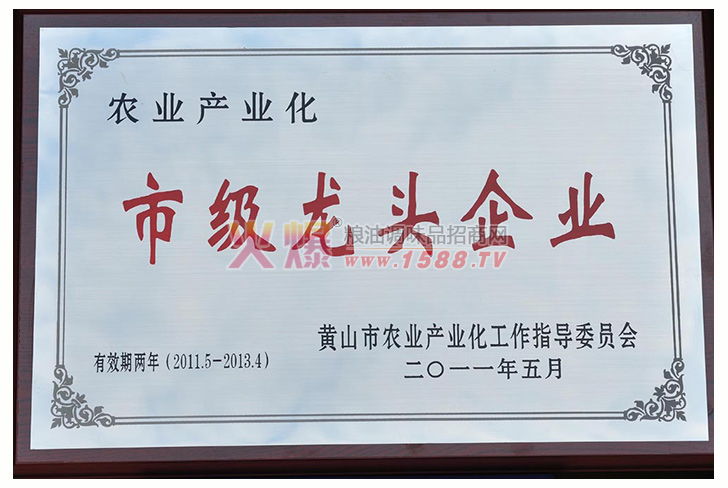 农业产业化
市级龙头企业
火爆®粮油调味品招商网
www.1588.TV
黄山市农业产业化工作指导委员会
有效期两年(2011.5-2013.4)
二〇一一年五月